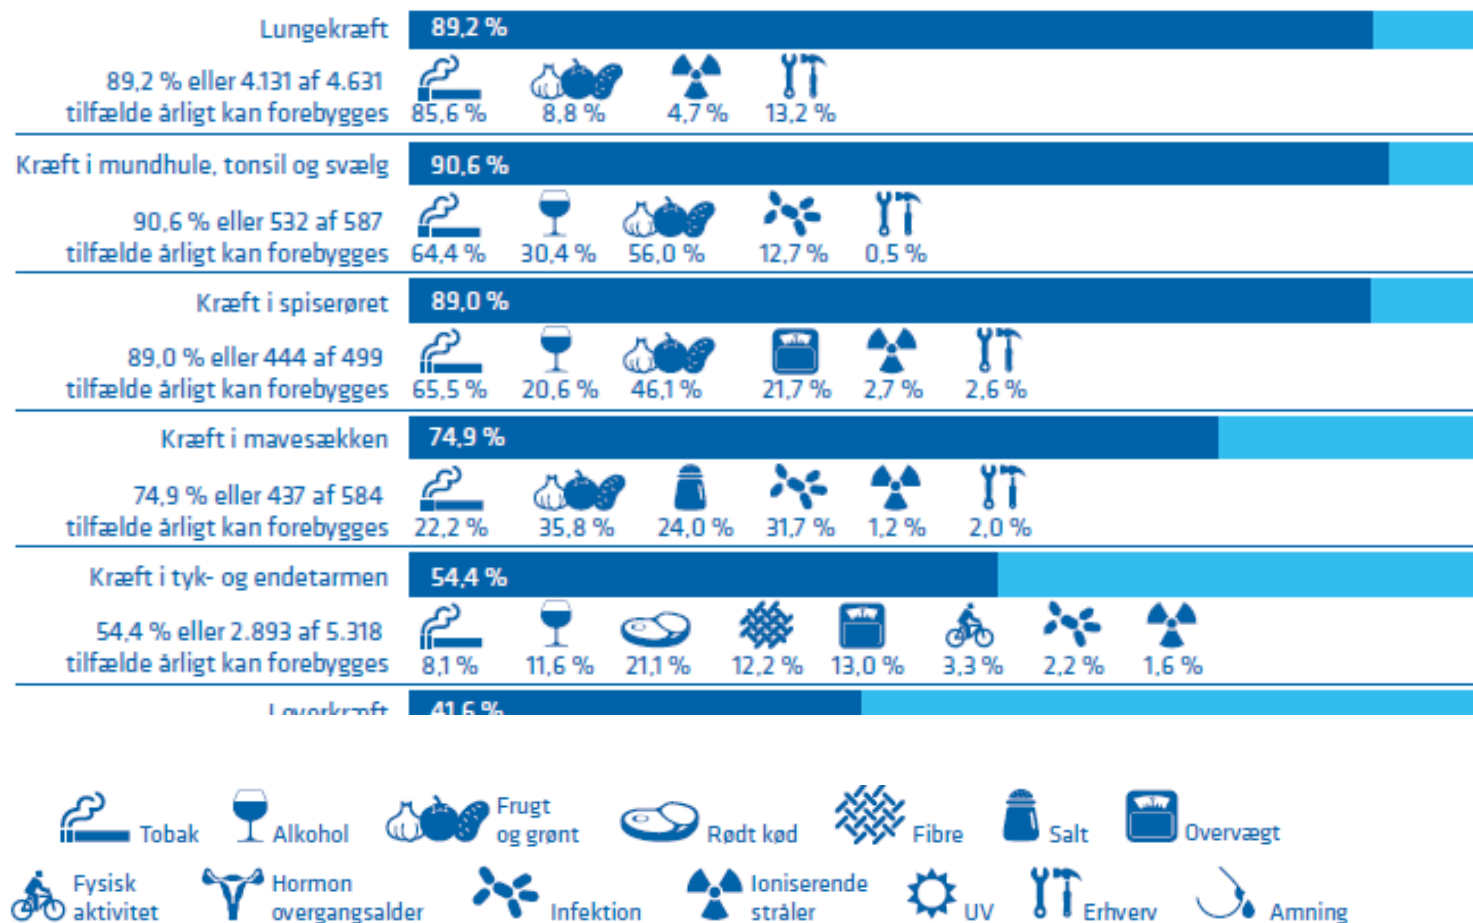 Lungekræft 89,2 %
89,2 % eller 4.131 af 4.631
tilfælde årligt kan forebygges 85,6 % 8,8 % 4,7 % 13,2 %
Kræft i mundhule, tonsil og svælg 90,6 %
90,6 % eller 532 af 587
tilfælde årligt kan forebygges 64,4 % 30,4 % 56,0 % 12,7 % 0,5 %
Kræft i spiserøret 89,0 %
89,0 % eller 444 af 499
tilfælde årligt kan forebygges 65,5 % 20,6 % 46,1 % 21,7 % 2,7 % 2,6 %
Kræft i mavesækken 74,9 %
74,9 % eller 437 af 584
tilfælde årligt kan forebygges 22,2 % 35,8 % 24,0 % 31,7 % 1,2 % 2,0 %
Kræft i tyk- og endetarmen 54,4 %
54,4 % eller 2.893 af 5.318
tilfælde årligt kan forebygges 8,1 % 11,6 % 21,1 % 12,2 % 13,0 % 3,3 % 2,2 % 1,6 %
Leverkræft 41,6 %
Tobak Alkohol Frugt og grønt Rødt kød Fibre Salt Overvægt
Fysisk aktivitet Hormon overgangsalder Infektion Ioniserende stråler UV Erhverv Amning